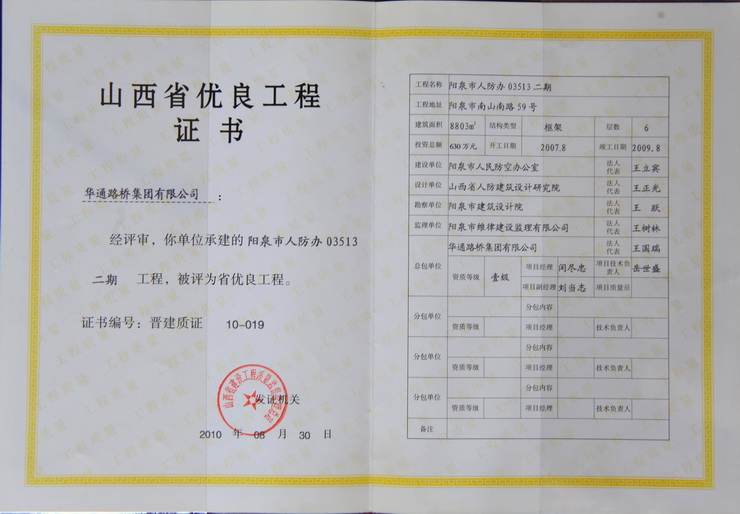 山西省优良工程
证书
华通路桥集团有限公司：
经评审，你单位承建的 阳泉市人防办 03513
二期 工程，被评为省优良工程。
证书编号：晋建质证 10-019
发证机关
2010 年 08 月 30 日
工程名称 阳泉市人防办 03513 二期
工程地址 阳泉市南山南路 59 号
建筑面积 8803m² 结构类型 框架 层数 6
投资总额 630 万元 开工日期 2007.8 竣工日期 2009.8
建设单位 阳泉市人民防空办公室 法人代表 王立宾
设计单位 山西省人防建筑设计研究院 法人代表 王正光
勘察单位 阳泉市建筑设计院 法人代表 王 跃
监理单位 阳泉市维律建设监理有限公司 法人代表 王树林
总包单位 华通路桥集团有限公司 法人代表 王国瑞
资质等级 壹级 项目经理 闫尽忠 项目技术负责人 岳世盛
项目副经理 刘当志 项目质量员
分包单位 分包内容
资质等级 项目经理 技术负责人
分包单位 分包内容
资质等级 项目经理 技术负责人
分包单位 分包内容
资质等级 项目经理 技术负责人
备注